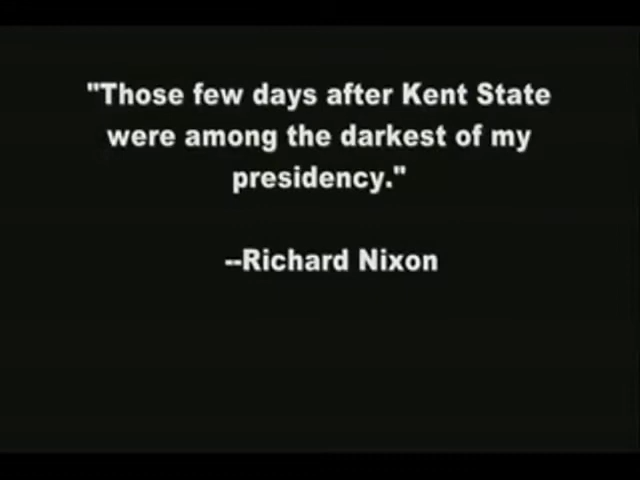 "Those few days after Kent State
were among the darkest of my
presidency."
--Richard Nixon